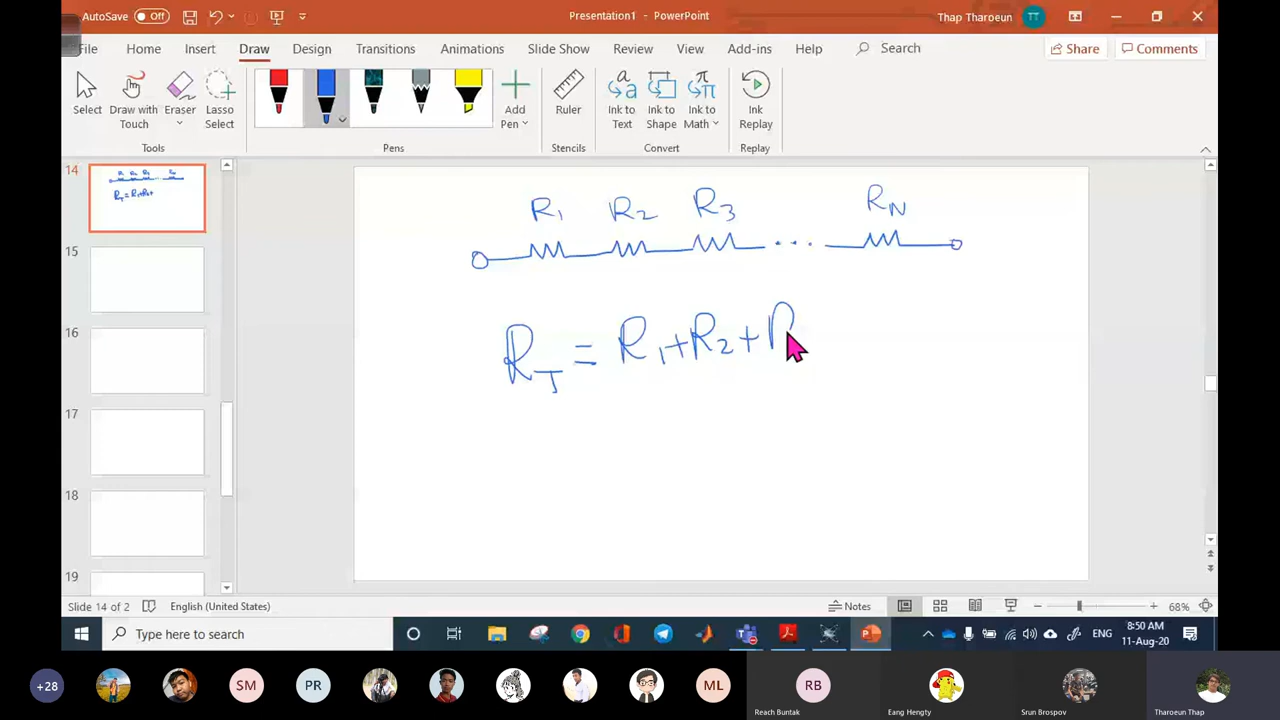 AutoSave Off
Presentation1 - PowerPoint
Thap Tharoeun TT
File Home Insert Draw Design Transitions Animations Slide Show Review View Add-ins Help Search Share Comments
Select
Draw with Touch
Eraser
Lasso Select
Add Pen
Ruler
Ink to Text
Ink to Shape
Ink to Math
Ink Replay
Tools Pens Stencils Convert Replay
14
15
16
17
18
19
R1 R2 R3 RN
...
RT = R1+R2+R
Slide 14 of 2 English (United States) Notes 68%
Type here to search
ENG
8:50 AM
11-Aug-20
+28 SM PR ML RB
Reach Buntak Eang Hengty Srun Brospov Tharoeun Thap